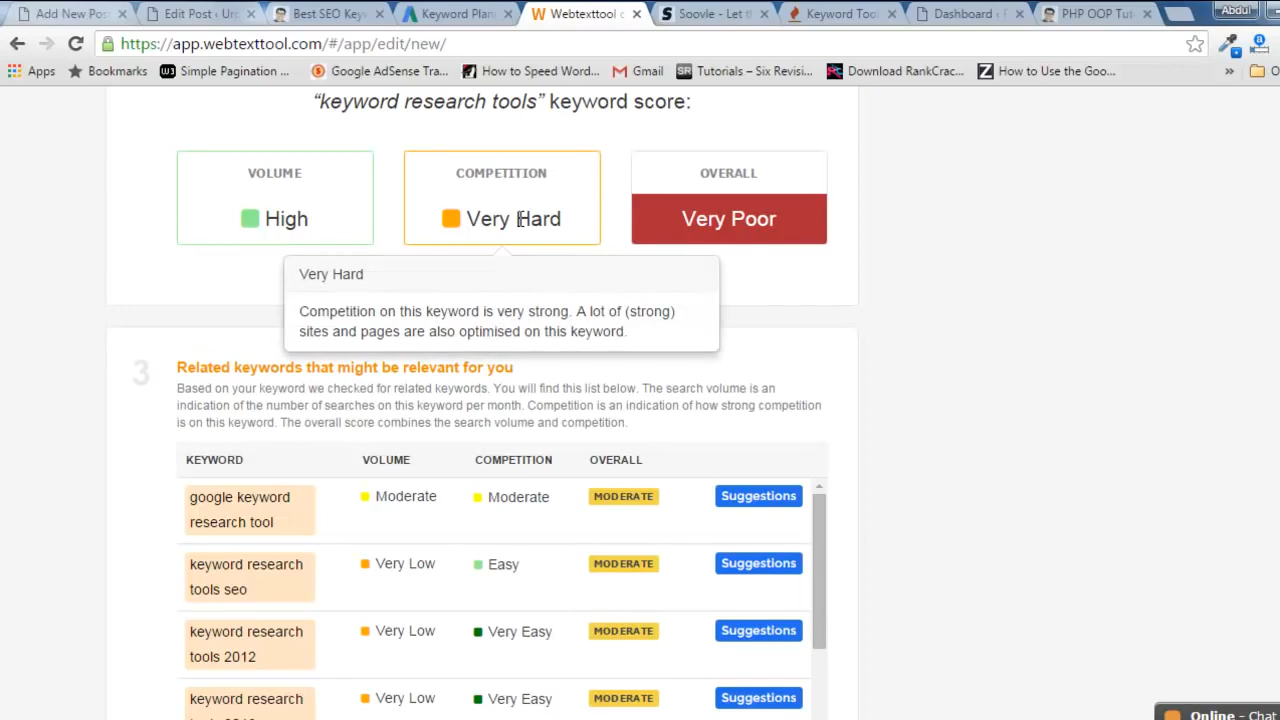 Add New Pos
Edit Post ‹ Ur
Best SEO Key
Keyword Plan
Webtexttool c
Soovle - Let t
Keyword Tool
Dashboard ‹
PHP OOP Tut
Abdul
https://app.webtexttool.com/#/app/edit/new/
Apps
Bookmarks
Simple Pagination ...
Google AdSense Tra...
How to Speed Word...
Gmail
Tutorials – Six Revisi...
Download RankCrac...
How to Use the Goo...
»
“keyword research tools” keyword score:
VOLUME
COMPETITION
OVERALL
High
Very Hard
Very Poor
Very Hard
Competition on this keyword is very strong. A lot of (strong)
sites and pages are also optimised on this keyword.
3
Related keywords that might be relevant for you
Based on your keyword we checked for related keywords. You will find this list below. The search volume is an
indication of the number of searches on this keyword per month. Competition is an indication of how strong competition
is on this keyword. The overall score combines the search volume and competition.
KEYWORD VOLUME COMPETITION OVERALL
google keyword
research tool
Moderate
Moderate
MODERATE
Suggestions
keyword research
tools seo
Very Low
Easy
MODERATE
Suggestions
keyword research
tools 2012
Very Low
Very Easy
MODERATE
Suggestions
keyword research
Very Low
Very Easy
MODERATE
Suggestions
Online – Chat